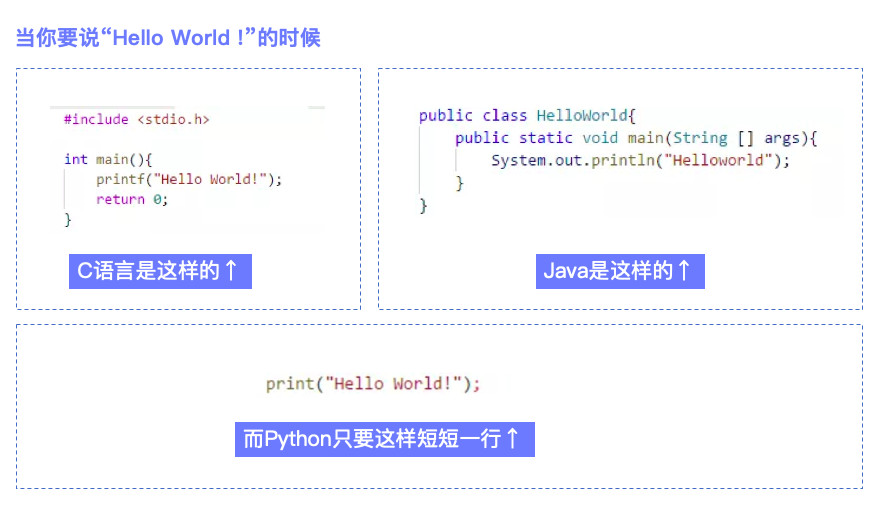 当你要说“Hello World !”的时候
#include <stdio.h>
int main(){
printf("Hello World!");
return 0;
}
C语言是这样的↑
public class HelloWorld{
public static void main(String [] args){
System.out.println("Helloworld");
}
}
Java是这样的↑
print("Hello World!");
而Python只要这样短短一行↑